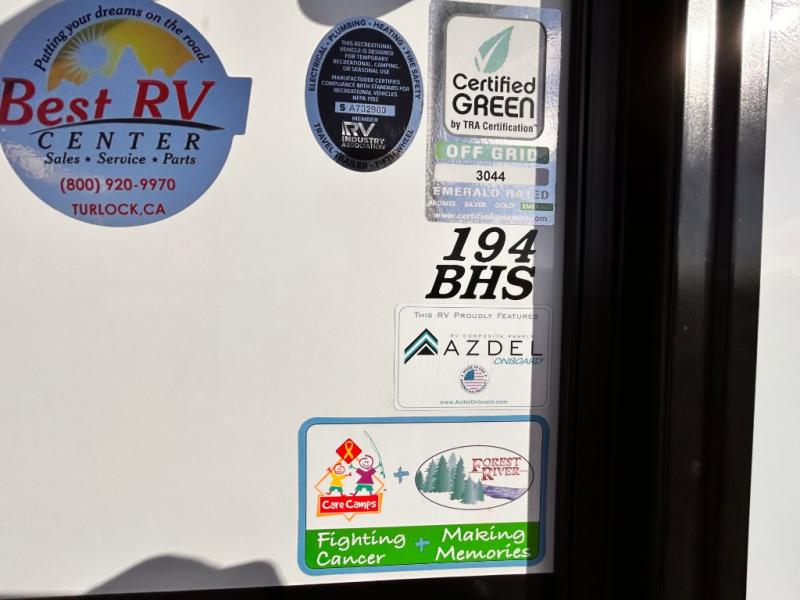 Putting your dreams on the road.
Best RV
CENTER
Sales ★ Service ★ Parts
(800) 920-9970
TURLOCK, CA
ELECTRICAL • PLUMBING • HEATING • FIRE SAFETY
THIS RECREATIONAL
VEHICLE IS DESIGNED
FOR TEMPORARY
RECREATIONAL, CAMPING,
OR SEASONAL USE
MANUFACTURER CERTIFIES
COMPLIANCE WITH STANDARD FOR
RECREATIONAL VEHICLES
NFPA 1192
S A732900
MEMBER
RV
INDUSTRY
ASSOCIATION
TRAVEL TRAILER • FIFTH WHEEL
Certified
GREEN
by TRA Certification
OFF GRID
3044
EMERALD RATED
BRONZE SILVER GOLD EMERALD
194
BHS
THIS RV PROUDLY FEATURES
RV COMPOSITE PANELS
AZDEL
ONBOARD
MADE IN USA
www.AzdelOnboard.com
Care Camps
+
FOREST
RIVER
Fighting
Cancer
+
Making
Memories